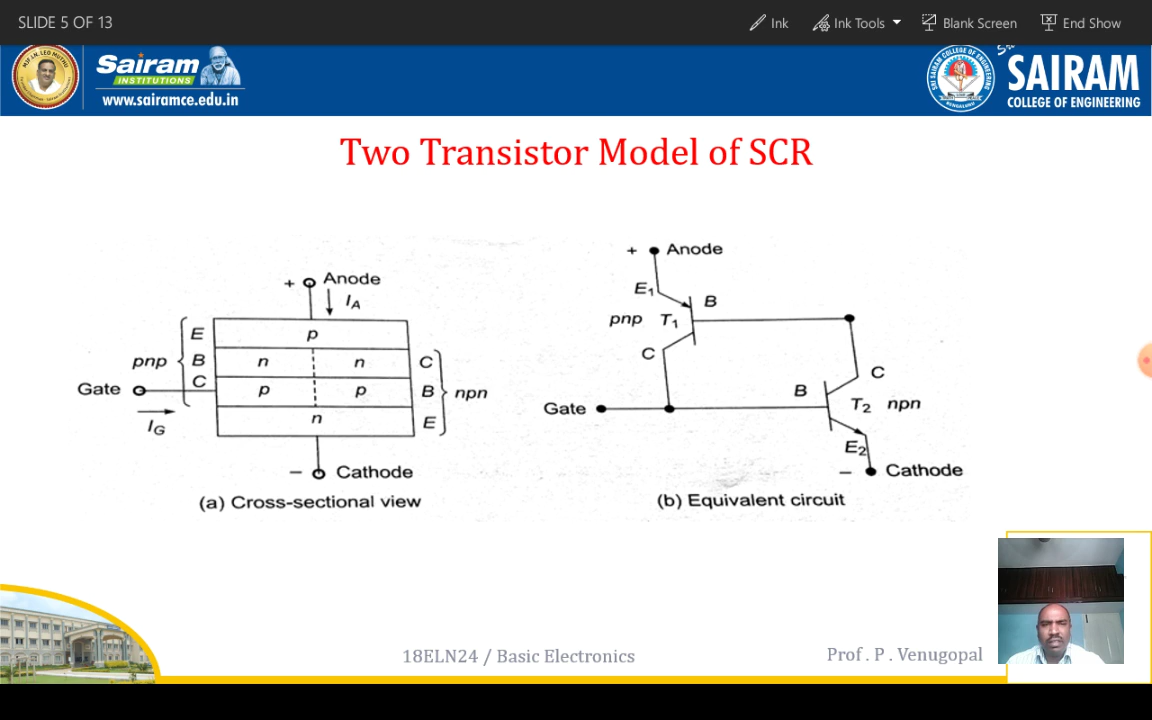 SLIDE 5 OF 13
Ink
Ink Tools
Blank Screen
End Show
Sairam
INSTITUTIONS
www.sairamce.edu.in
SAIRAM
COLLEGE OF ENGINEERING
Two Transistor Model of SCR
+ Anode
I_A
pnp
E
B
C
p
n n
p p
n
C
B
E
npn
Gate
I_G
− Cathode
(a) Cross-sectional view
+ Anode
E₁
B
pnp T₁
C
Gate
B
C
T₂ npn
E₂
− Cathode
(b) Equivalent circuit
18ELN24 / Basic Electronics
Prof . P . Venugopal